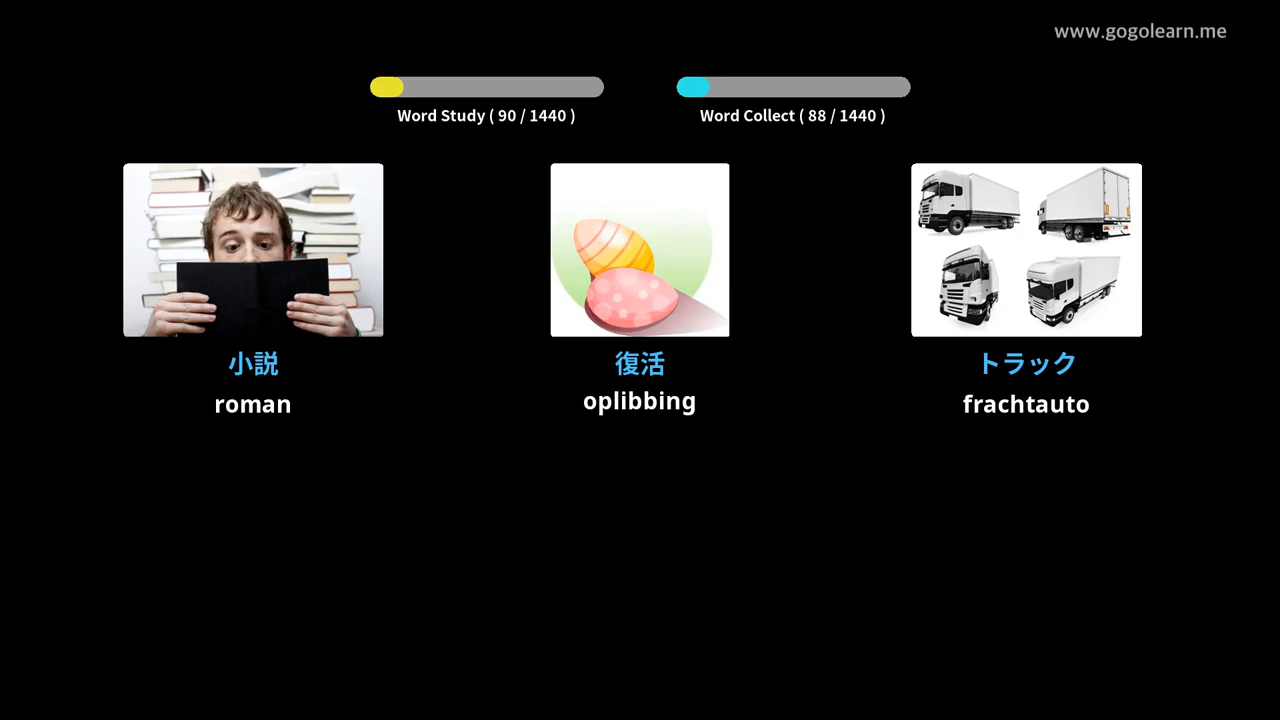 www.gogolearn.me
Word Study ( 90 / 1440 )
Word Collect ( 88 / 1440 )
小説
復活
トラック
roman
oplibbing
frachtauto